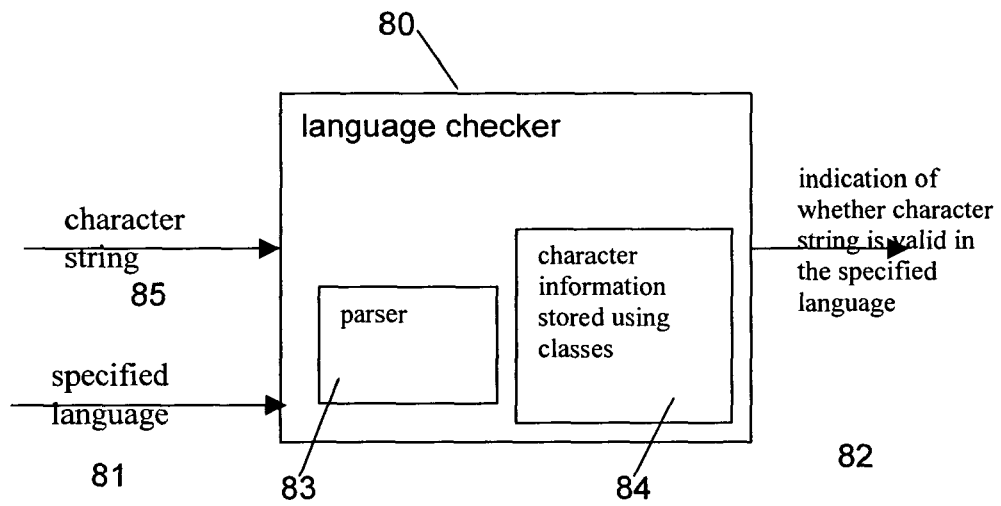 80
language checker
character
string
85
specified
language
81
parser
83
character
information
stored using
classes
84
indication of
whether character
string is valid in
the specified
language
82